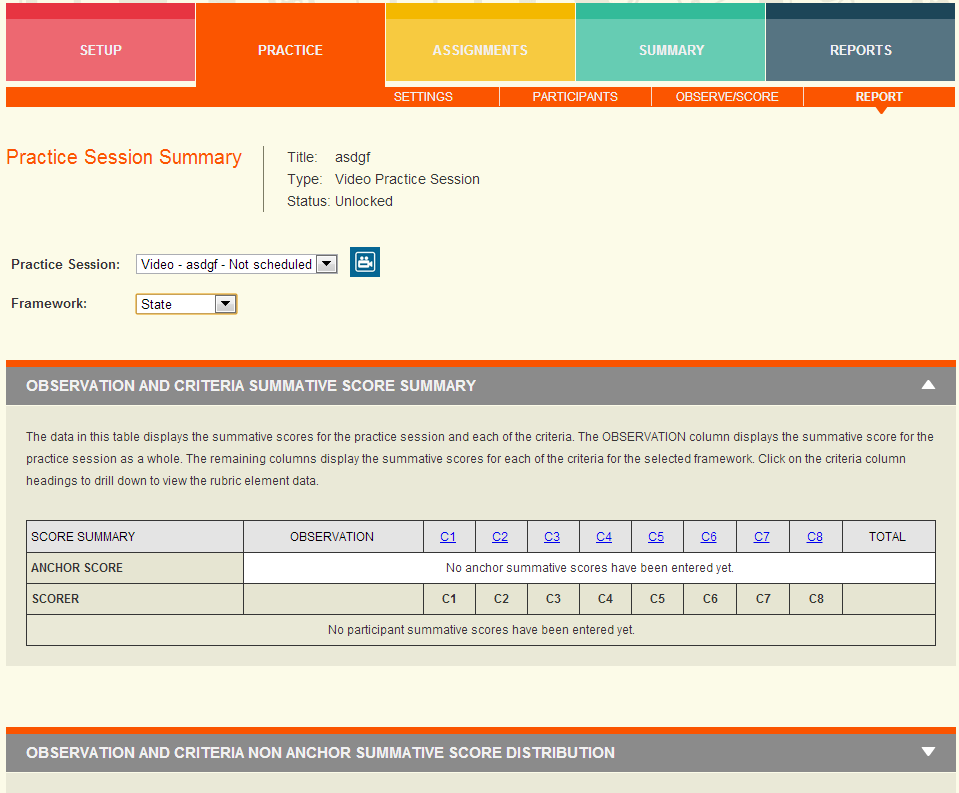 SETUP PRACTICE ASSIGNMENTS SUMMARY REPORTS
SETTINGS PARTICIPANTS OBSERVE/SCORE REPORT
Practice Session Summary
Title: asdgf
Type: Video Practice Session
Status: Unlocked
Practice Session: Video - asdgf - Not scheduled
Framework: State
OBSERVATION AND CRITERIA SUMMATIVE SCORE SUMMARY
The data in this table displays the summative scores for the practice session and each of the criteria. The OBSERVATION column displays the summative score for the
practice session as a whole. The remaining columns display the summative scores for each of the criteria for the selected framework. Click on the criteria column
headings to drill down to view the rubric element data.
SCORE SUMMARY OBSERVATION C1 C2 C3 C4 C5 C6 C7 C8 TOTAL
ANCHOR SCORE No anchor summative scores have been entered yet.
SCORER C1 C2 C3 C4 C5 C6 C7 C8
No participant summative scores have been entered yet.
OBSERVATION AND CRITERIA NON ANCHOR SUMMATIVE SCORE DISTRIBUTION